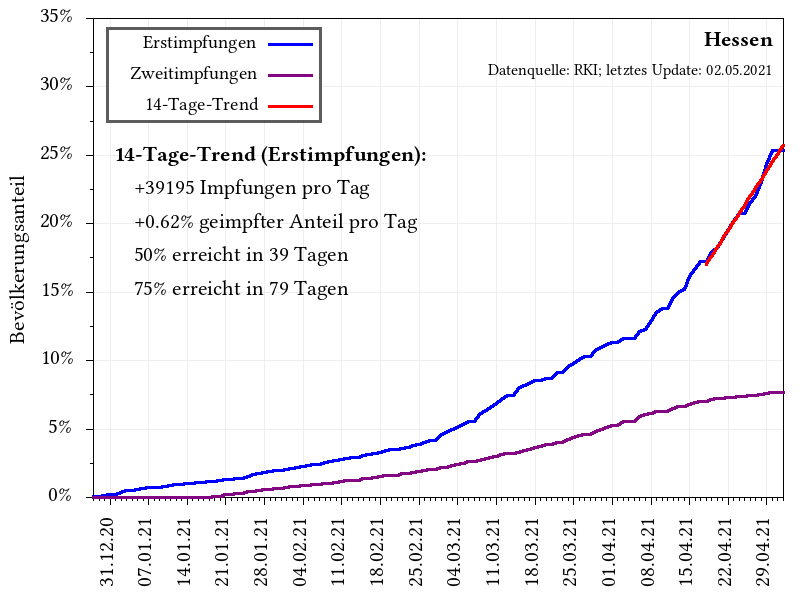 35%
30%
25%
20%
15%
10%
5%
0%
Bevölkerungsanteil
Erstimpfungen
Zweitimpfungen
14-Tage-Trend
Hessen
Datenquelle: RKI; letztes Update: 02.05.2021
14-Tage-Trend (Erstimpfungen):
+39195 Impfungen pro Tag
+0.62% geimpfter Anteil pro Tag
50% erreicht in 39 Tagen
75% erreicht in 79 Tagen
31.12.20
07.01.21
14.01.21
21.01.21
28.01.21
04.02.21
11.02.21
18.02.21
25.02.21
04.03.21
11.03.21
18.03.21
25.03.21
01.04.21
08.04.21
15.04.21
22.04.21
29.04.21